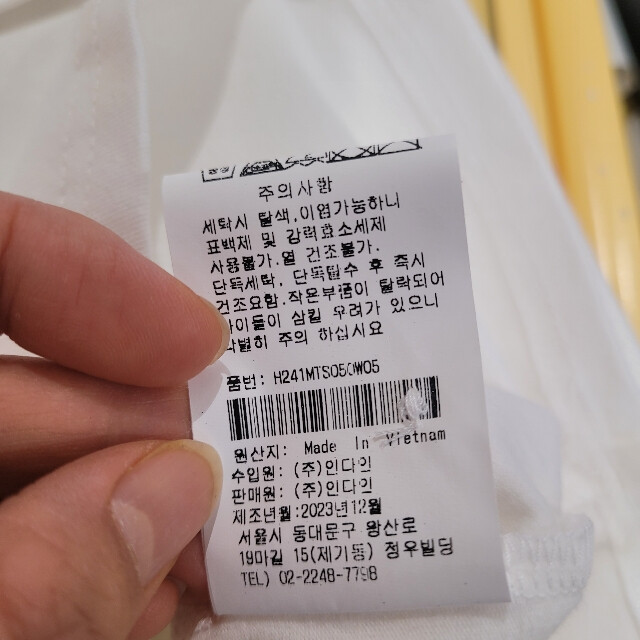 주의사항
세탁시 탈색,이염가능하니
표백제 및 강력효소세제
사용불가.열 건조불가.
단독세탁, 단독탈수 후 즉시
건조요함.작은부품이 탈락되어
아이들이 삼킬 우려가 있으니
각별히 주의 하십시요
품번: H241MTS050W05
원산지: Made In Vietnam
수입원: (주)인다인
판매원: (주)인다인
제조년월:2023년12월
서울시 동대문구 왕산로
19마길 15(제기동) 정우빌딩
TEL) 02-2248-7798